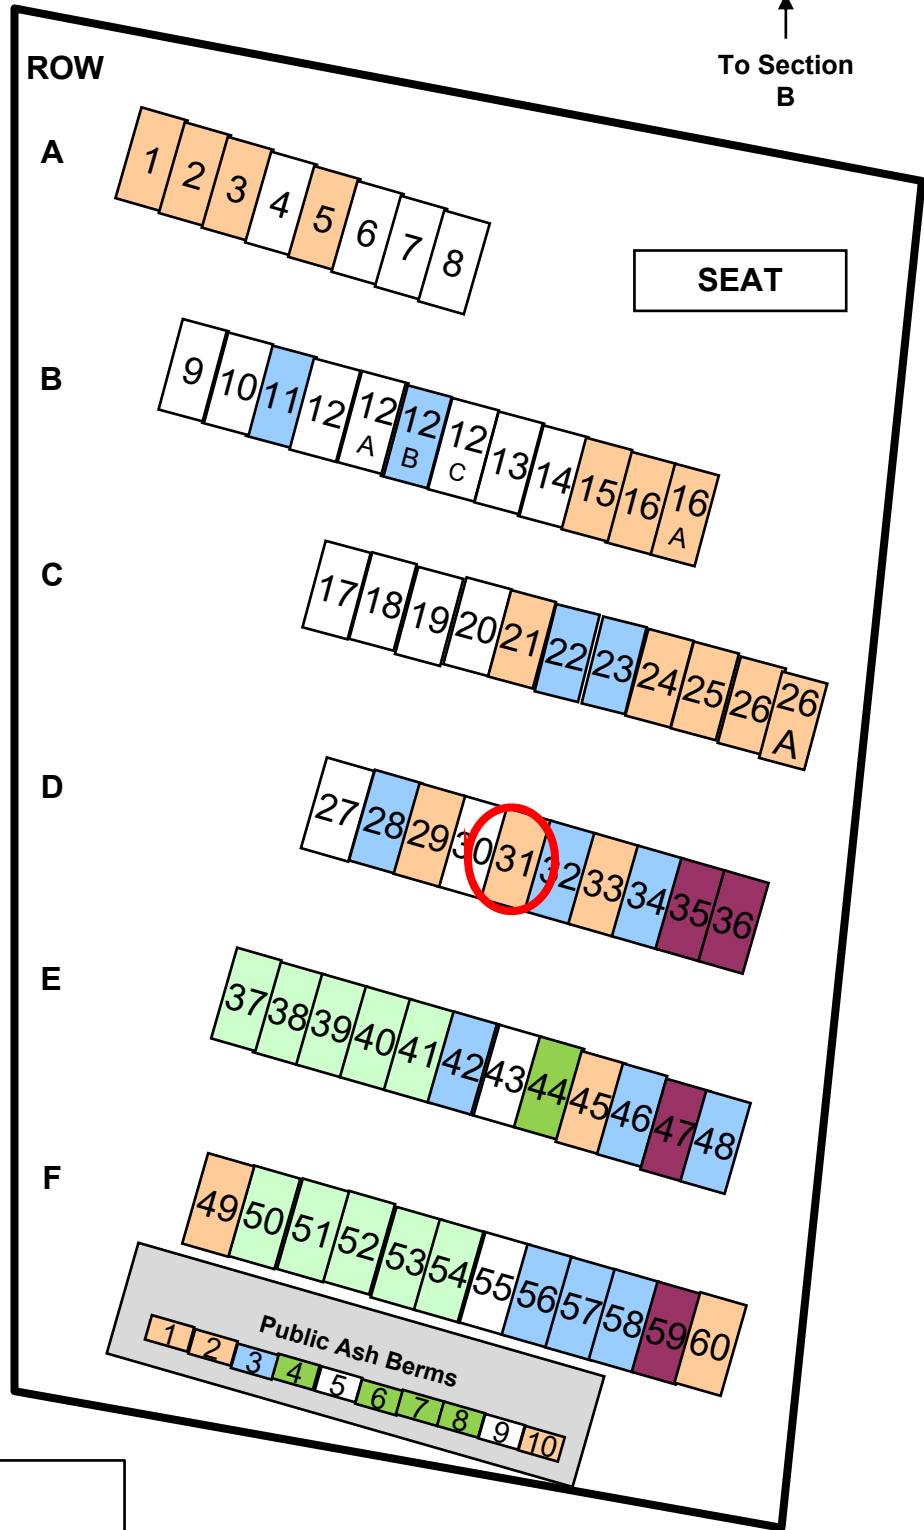 To Section
B
ROW
A
1 2 3 4 5 6 7 8
SEAT
B
9 10 11 12 12 A 12 B 12 C 13 14 15 16 16 A
C
17 18 19 20 21 22 23 24 25 26 26 A
D
27 28 29 30 31 32 33 34 35 36
E
37 38 39 40 41 42 43 44 45 46 47 48
F
49 50 51 52 53 54 55 56 57 58 59 60
Public Ash Berms
1 2 3 4 5 6 7 8 9 10